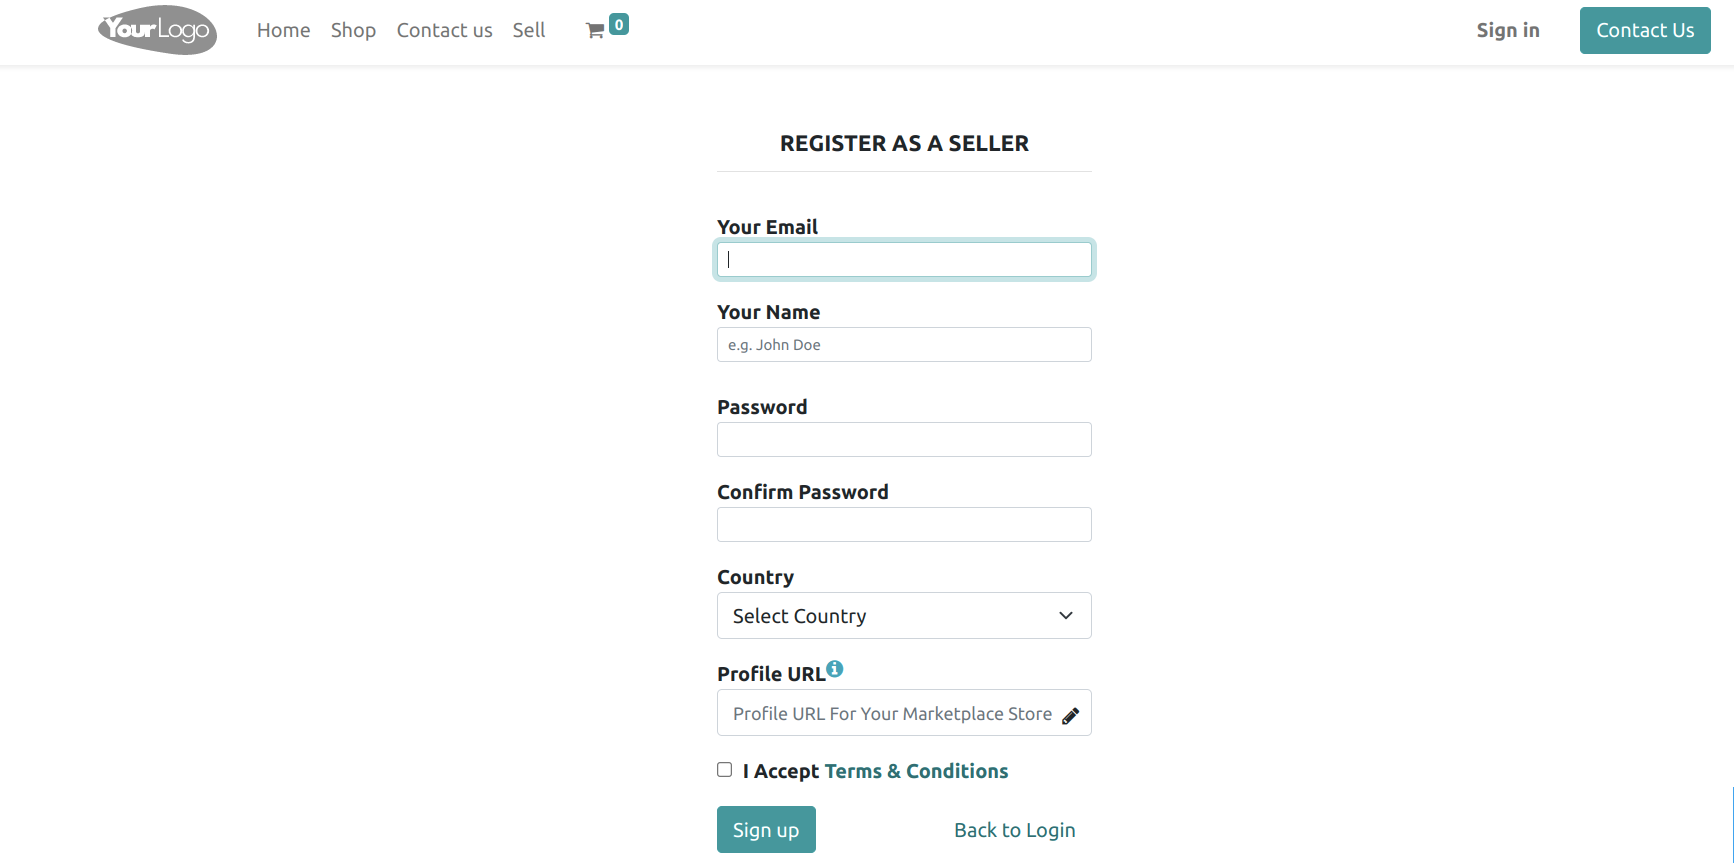 YourLogo Home Shop Contact us Sell 0 Sign in Contact Us
REGISTER AS A SELLER
Your Email
Your Name
e.g. John Doe
Password
Confirm Password
Country
Select Country
Profile URL
Profile URL For Your Marketplace Store
I Accept Terms & Conditions
Sign up Back to Login